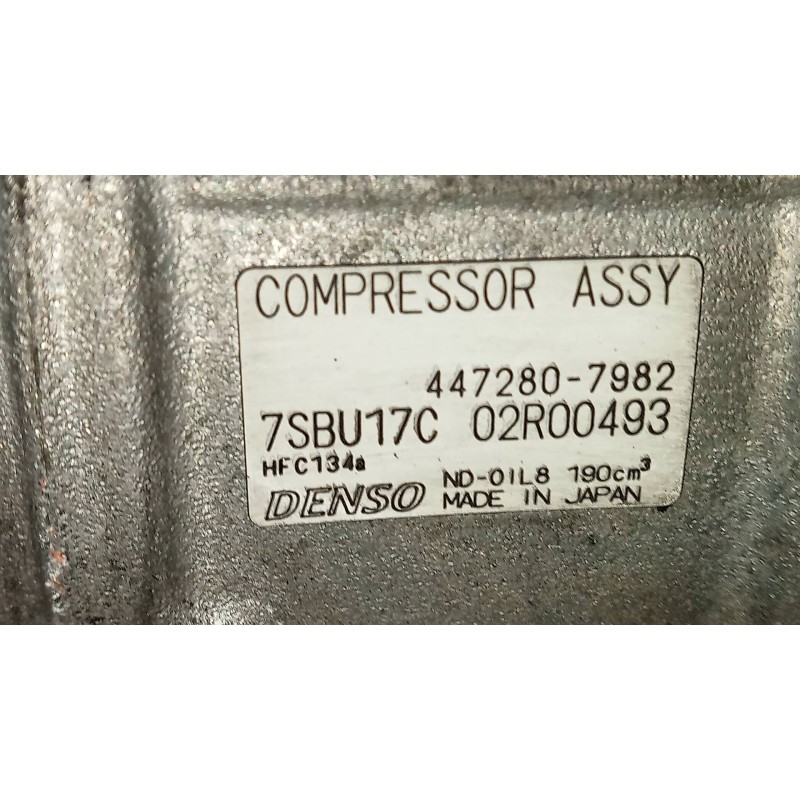 COMPRESSOR ASSY
447280-7982
7SBU17C 02R00493
HFC134a
ND-OIL8 190cm³
DENSO MADE IN JAPAN